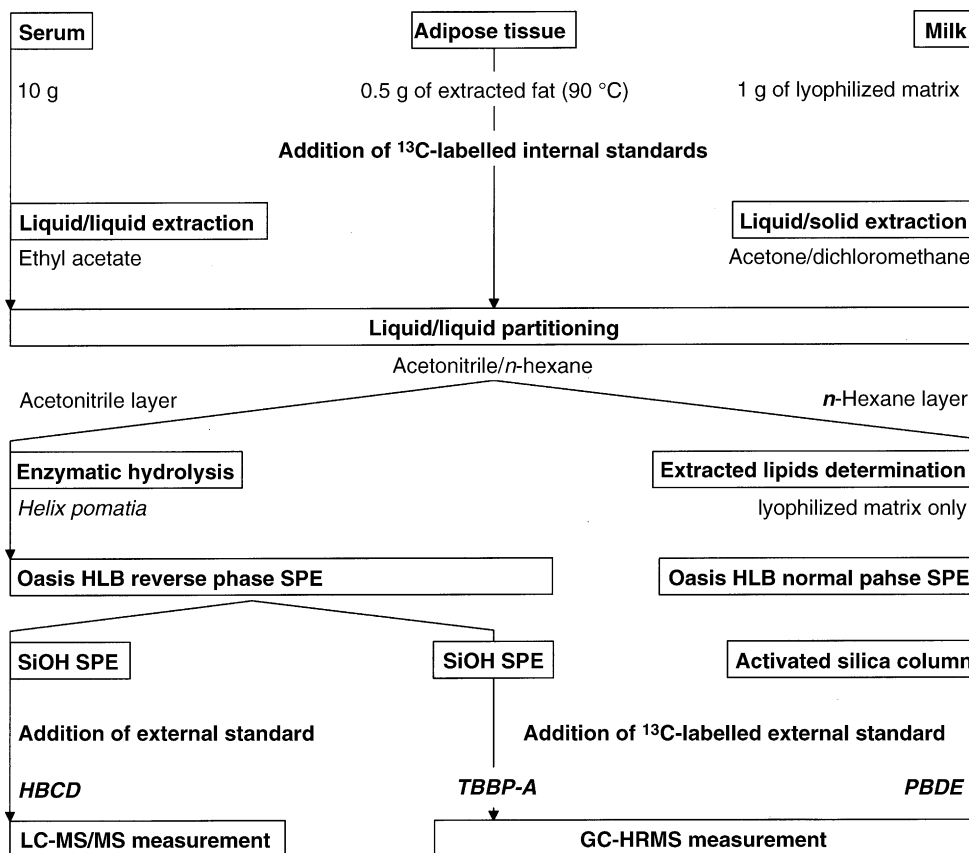 Serum
Adipose tissue
Milk
10 g
0.5 g of extracted fat (90 °C)
1 g of lyophilized matrix
Addition of ¹³C-labelled internal standards
Liquid/liquid extraction
Liquid/solid extraction
Ethyl acetate
Acetone/dichloromethane
Liquid/liquid partitioning
Acetonitrile/n-hexane
Acetonitrile layer
n-Hexane layer
Enzymatic hydrolysis
Extracted lipids determination
Helix pomatia
lyophilized matrix only
Oasis HLB reverse phase SPE
Oasis HLB normal pahse SPE
SiOH SPE
SiOH SPE
Activated silica column
Addition of external standard
Addition of ¹³C-labelled external standard
HBCD
TBBP-A
PBDE
LC-MS/MS measurement
GC-HRMS measurement